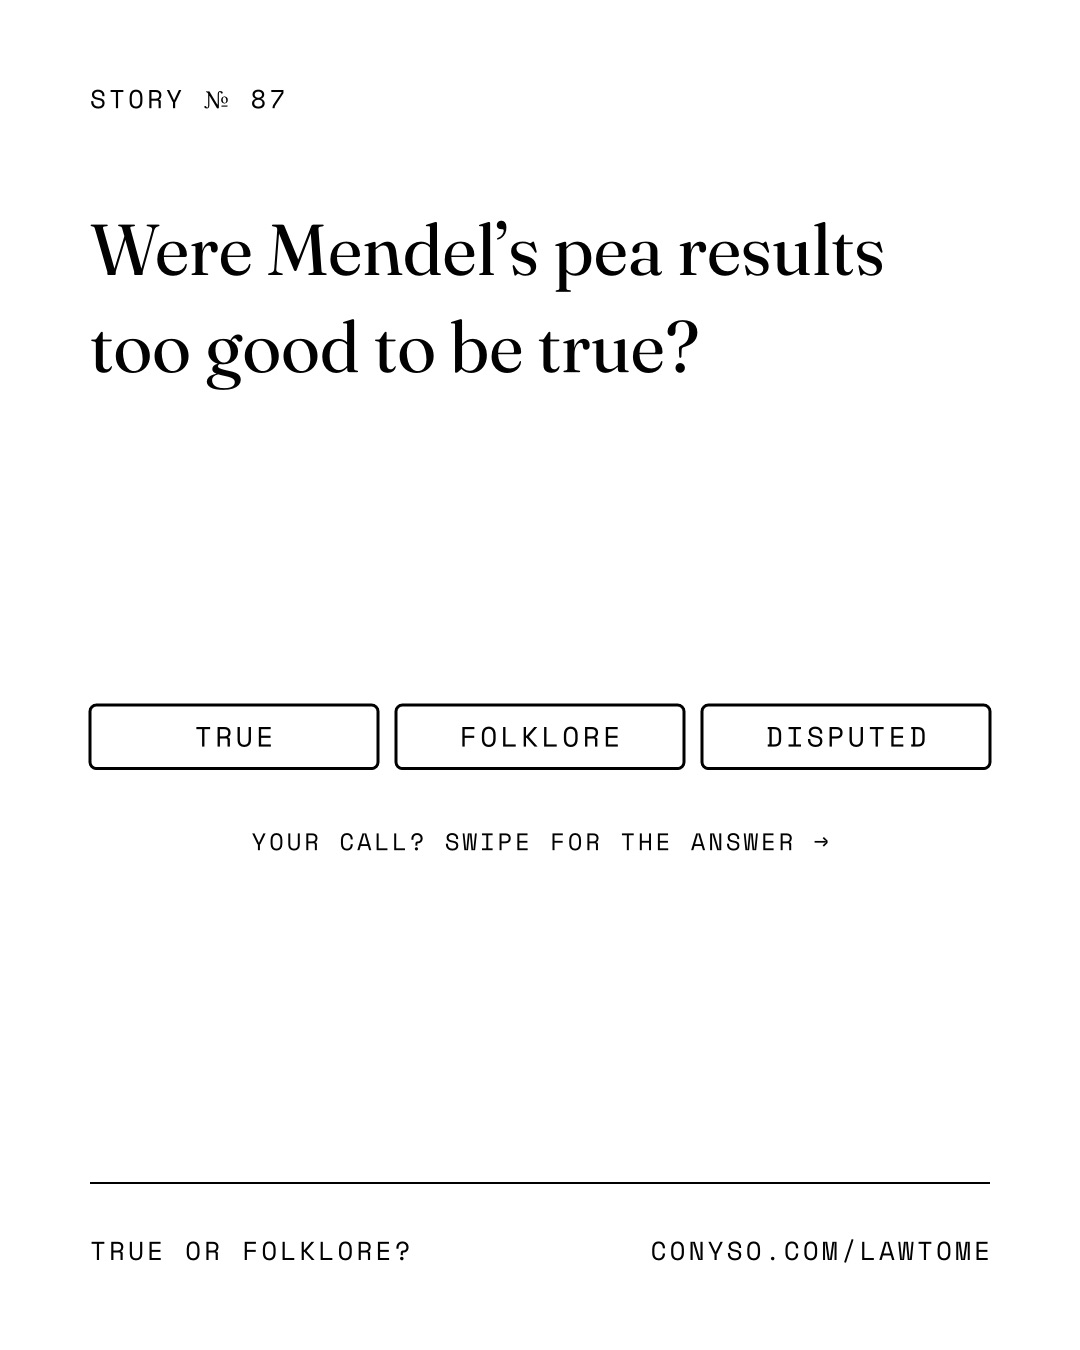 STORY № 87
Were Mendel’s pea results
too good to be true?
TRUE
FOLKLORE
DISPUTED
YOUR CALL? SWIPE FOR THE ANSWER →
TRUE OR FOLKLORE?
CONYSO.COM/LAWTOME